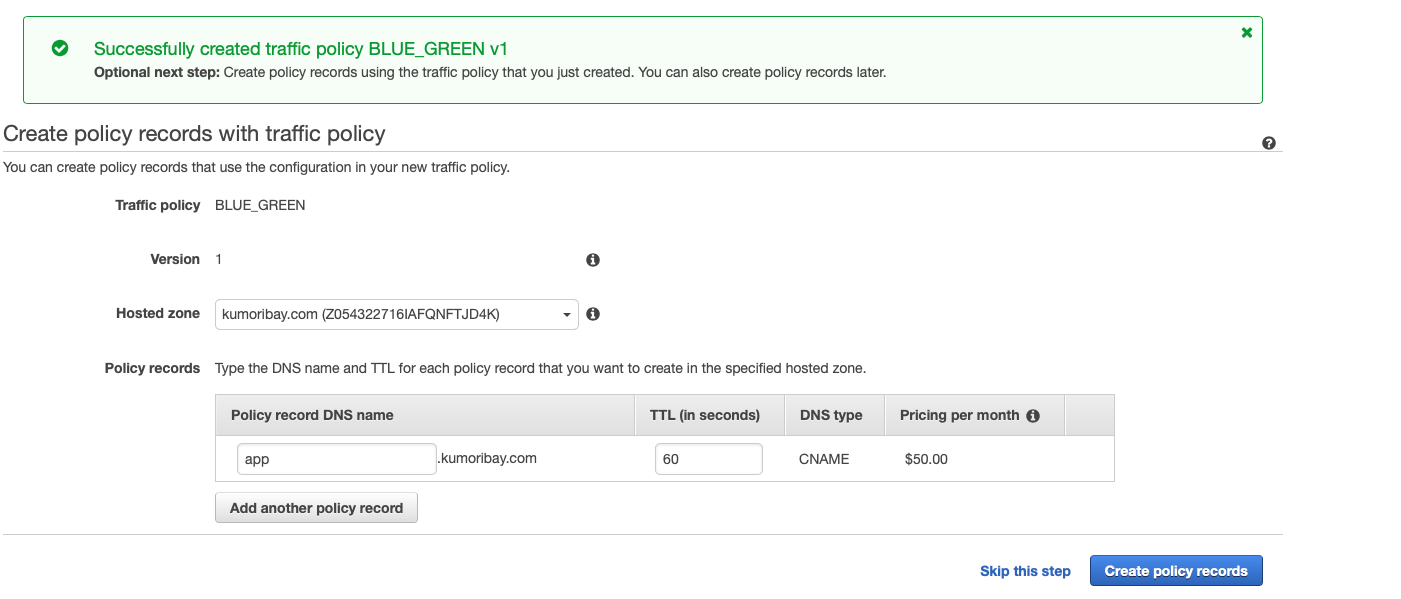 Successfully created traffic policy BLUE_GREEN v1
Optional next step: Create policy records using the traffic policy that you just created. You can also create policy records later.
Create policy records with traffic policy
You can create policy records that use the configuration in your new traffic policy.
Traffic policy BLUE_GREEN
Version 1
Hosted zone kumoribay.com (Z054322716IAFQNFTJD4K)
Policy records Type the DNS name and TTL for each policy record that you want to create in the specified hosted zone.
Policy record DNS name TTL (in seconds) DNS type Pricing per month
app .kumoribay.com 60 CNAME $50.00
Add another policy record
Skip this step Create policy records